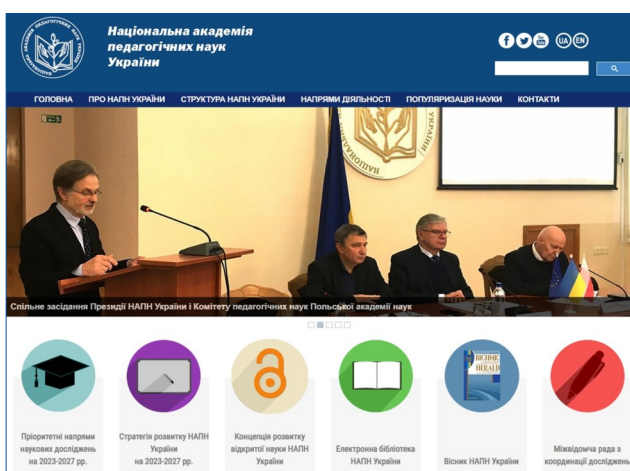 Національна академія
педагогічних наук
України
UA EN
ГОЛОВНА ПРО НАПН УКРАЇНИ СТРУКТУРА НАПН УКРАЇНИ НАПРЯМИ ДІЯЛЬНОСТІ ПОПУЛЯРИЗАЦІЯ НАУКИ КОНТАКТИ
Спільне засідання Президії НАПН України і Комітету педагогічних наук Польської академії наук
Пріоритетні напрями
наукових досліджень
на 2023-2027 рр.
Стратегія розвитку НАПН
України
на 2023-2027 рр.
Концепція розвитку
відкритої науки НАПН
України
Електронна бібліотека
НАПН України
ВІСНИК
HERALD
Вісник НАПН України
Міжвідомча рада з
координації досліджень